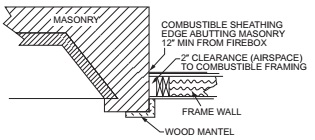 MASONRY
COMBUSTIBLE SHEATHING
EDGE ABUTTING MASONRY
12" MIN FROM FIREBOX
2" CLEARANCE (AIRSPACE)
TO COMBUSTIBLE FRAMING
FRAME WALL
WOOD MANTEL